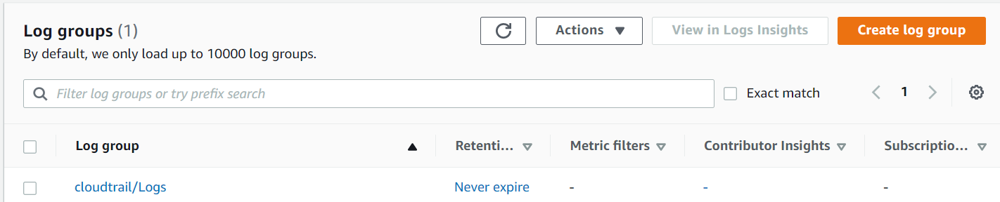 Log groups (1)
Actions
View in Logs Insights
Create log group
By default, we only load up to 10000 log groups.
Filter log groups or try prefix search
Exact match
1
Log group
Retenti...
Metric filters
Contributor Insights
Subscriptio...
cloudtrail/Logs
Never expire
-
-
-